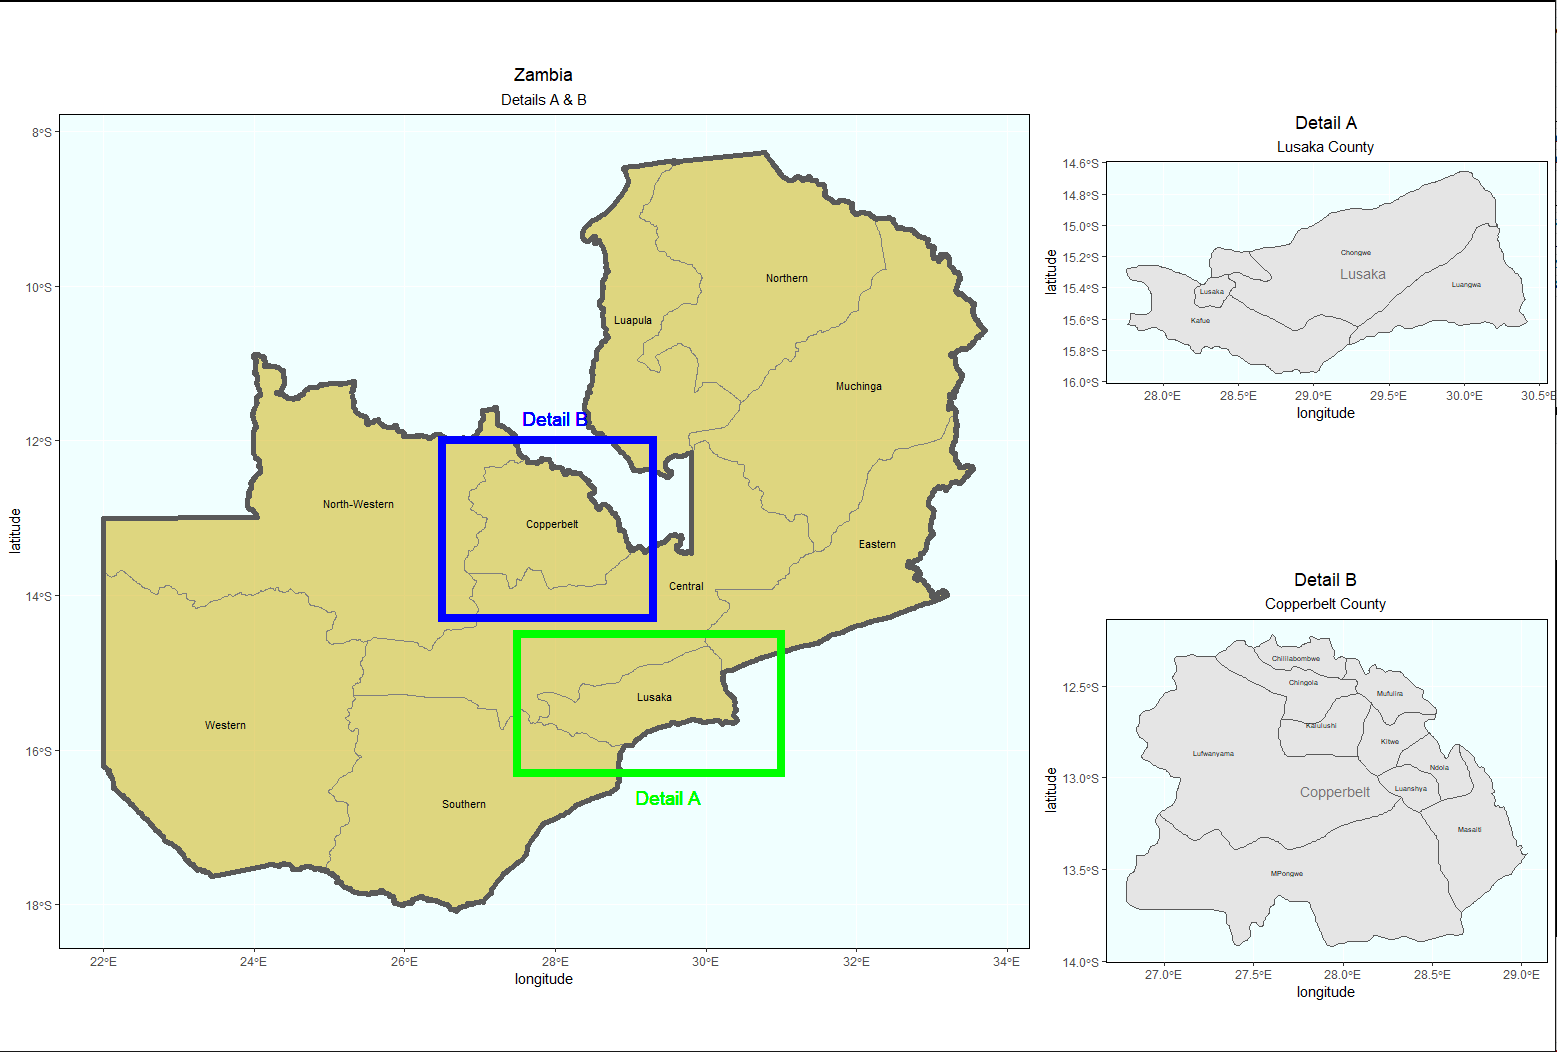 Zambia
Details A & B
8°S
10°S
12°S
14°S
16°S
18°S
latitude
22°E
24°E
26°E
28°E
30°E
32°E
34°E
longitude
Northern
Luapula
Muchinga
Detail B
North-Western
Copperbelt
Eastern
Central
Lusaka
Western
Detail A
Southern
Detail A
Lusaka County
14.6°S
14.8°S
15.0°S
15.2°S
15.4°S
15.6°S
15.8°S
16.0°S
latitude
Chongwe
Lusaka
Luangwa
Lusaka
Kafue
28.0°E
28.5°E
29.0°E
29.5°E
30.0°E
30.5°E
longitude
Detail B
Copperbelt County
12.5°S
13.0°S
13.5°S
14.0°S
latitude
Chililabombwe
Chingola
Mufulira
Kalulushi
Kitwe
Lufwanyama
Ndola
Luanshya
Copperbelt
Masaiti
MPongwe
27.0°E
27.5°E
28.0°E
28.5°E
29.0°E
longitude